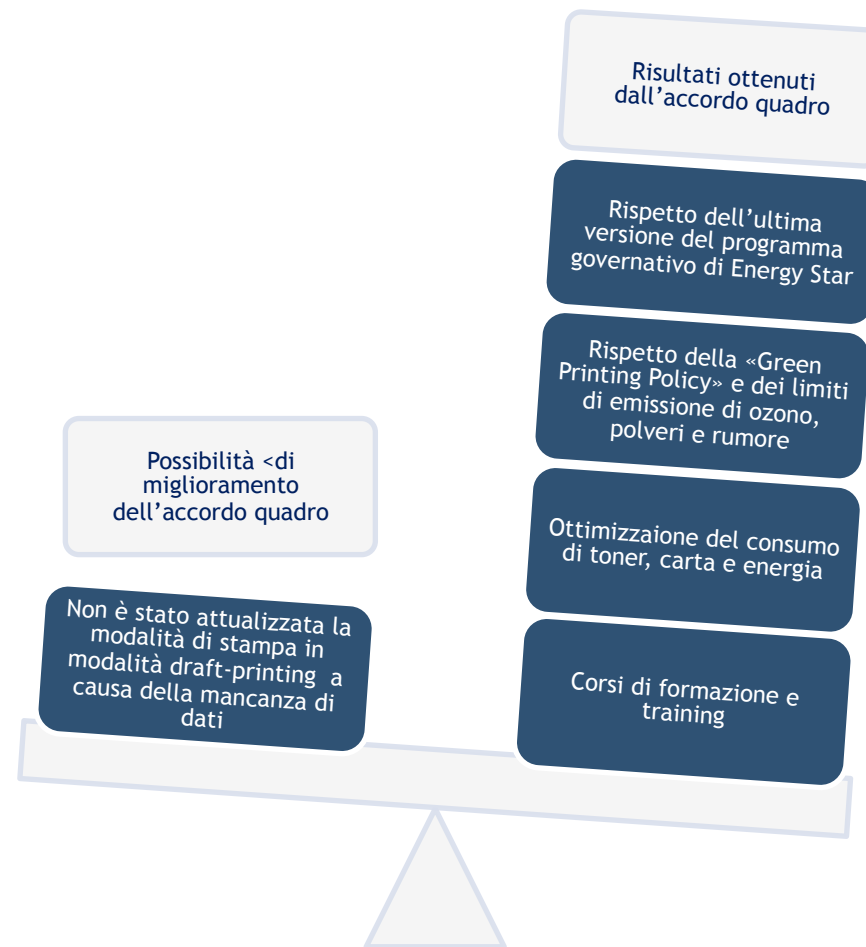 Possibilità <di
miglioramento
dell’accordo quadro
Non è stato attualizzata la
modalità di stampa in
modalità draft-printing a
causa della mancanza di
dati
Risultati ottenuti
dall’accordo quadro
Rispetto dell’ultima
versione del programma
governativo di Energy Star
Rispetto della «Green
Printing Policy» e dei limiti
di emissione di ozono,
polveri e rumore
Ottimizzaione del consumo
di toner, carta e energia
Corsi di formazione e
training